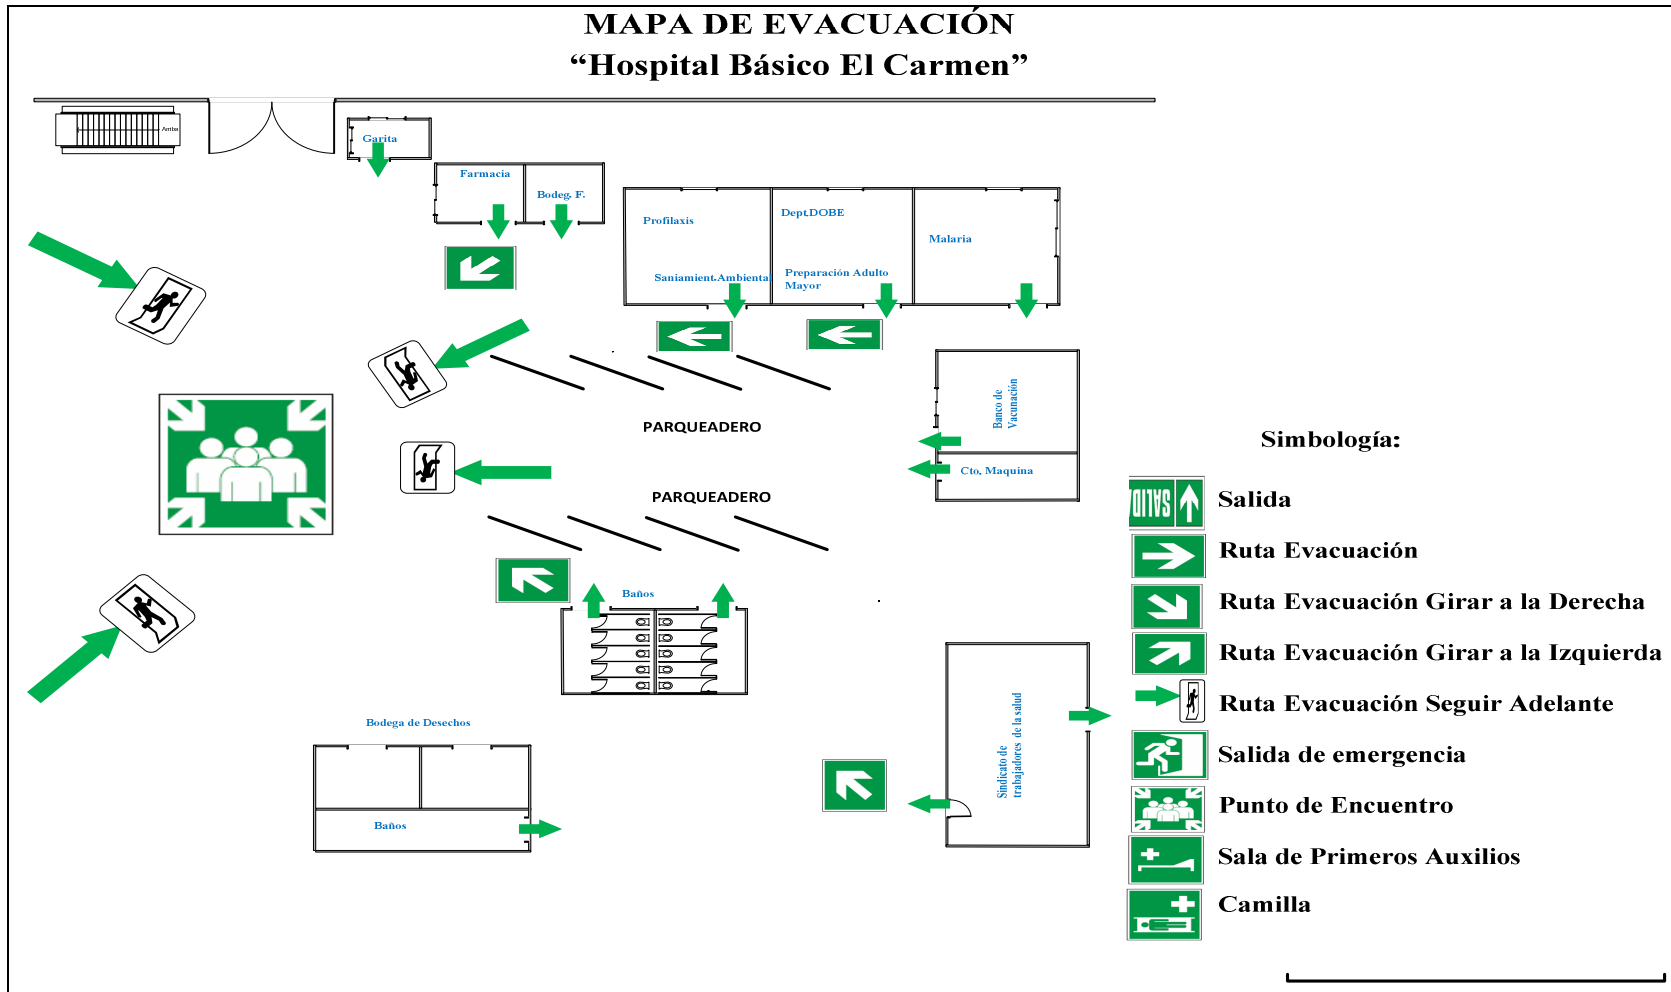 MAPA DE EVACUACIÓN
“Hospital Básico El Carmen”
Arriba
Garita
Farmacia
Bodeg. F.
Profilaxis
Dept.DOBE
Malaria
Saniamient.Ambiental
Preparación Adulto
Mayor
Banco de
Vacunación
PARQUEADERO
Cto. Maquina
PARQUEADERO
Baños
Sindicato de
trabajadores de la salud
Bodega de Desechos
Baños
Simbología:
SALIDA
Salida
Ruta Evacuación
Ruta Evacuación Girar a la Derecha
Ruta Evacuación Girar a la Izquierda
Ruta Evacuación Seguir Adelante
Salida de emergencia
Punto de Encuentro
Sala de Primeros Auxilios
Camilla